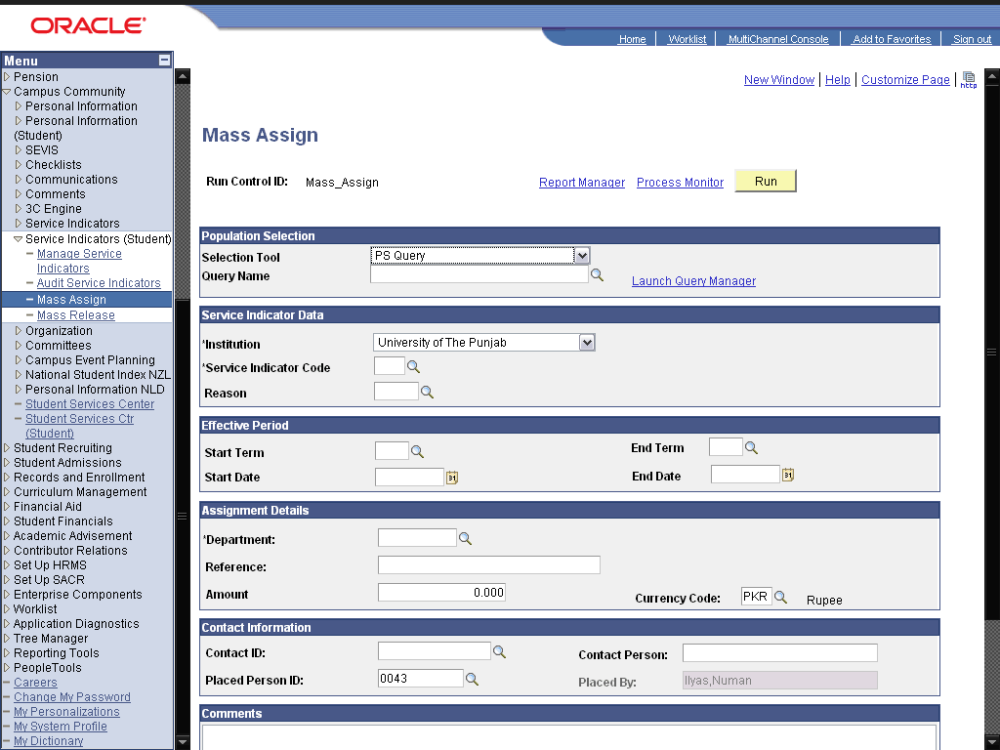 ORACLE®
Home
Worklist
MultiChannel Console
Add to Favorites
Sign out
Menu
Pension
Campus Community
Personal Information
Personal Information
(Student)
SEVIS
Checklists
Communications
Comments
3C Engine
Service Indicators
Service Indicators (Student)
Manage Service
Indicators
Audit Service Indicators
Mass Assign
Mass Release
Organization
Committees
Campus Event Planning
National Student Index NZL
Personal Information NLD
Student Services Center
Student Services Ctr
(Student)
Student Recruiting
Student Admissions
Records and Enrollment
Curriculum Management
Financial Aid
Student Financials
Academic Advisement
Contributor Relations
Set Up HRMS
Set Up SACR
Enterprise Components
Worklist
Application Diagnostics
Tree Manager
Reporting Tools
PeopleTools
Careers
Change My Password
My Personalizations
My System Profile
My Dictionary
New Window | Help | Customize Page | http
Mass Assign
Run Control ID: Mass_Assign
Report Manager Process Monitor Run
Population Selection
Selection Tool PS Query
Query Name
Launch Query Manager
Service Indicator Data
*Institution University of The Punjab
*Service Indicator Code
Reason
Effective Period
Start Term End Term
Start Date 31 End Date 31
Assignment Details
*Department:
Reference:
Amount 0.000 Currency Code: PKR Rupee
Contact Information
Contact ID: Contact Person:
Placed Person ID: 0043 Placed By: Ilyas,Numan
Comments